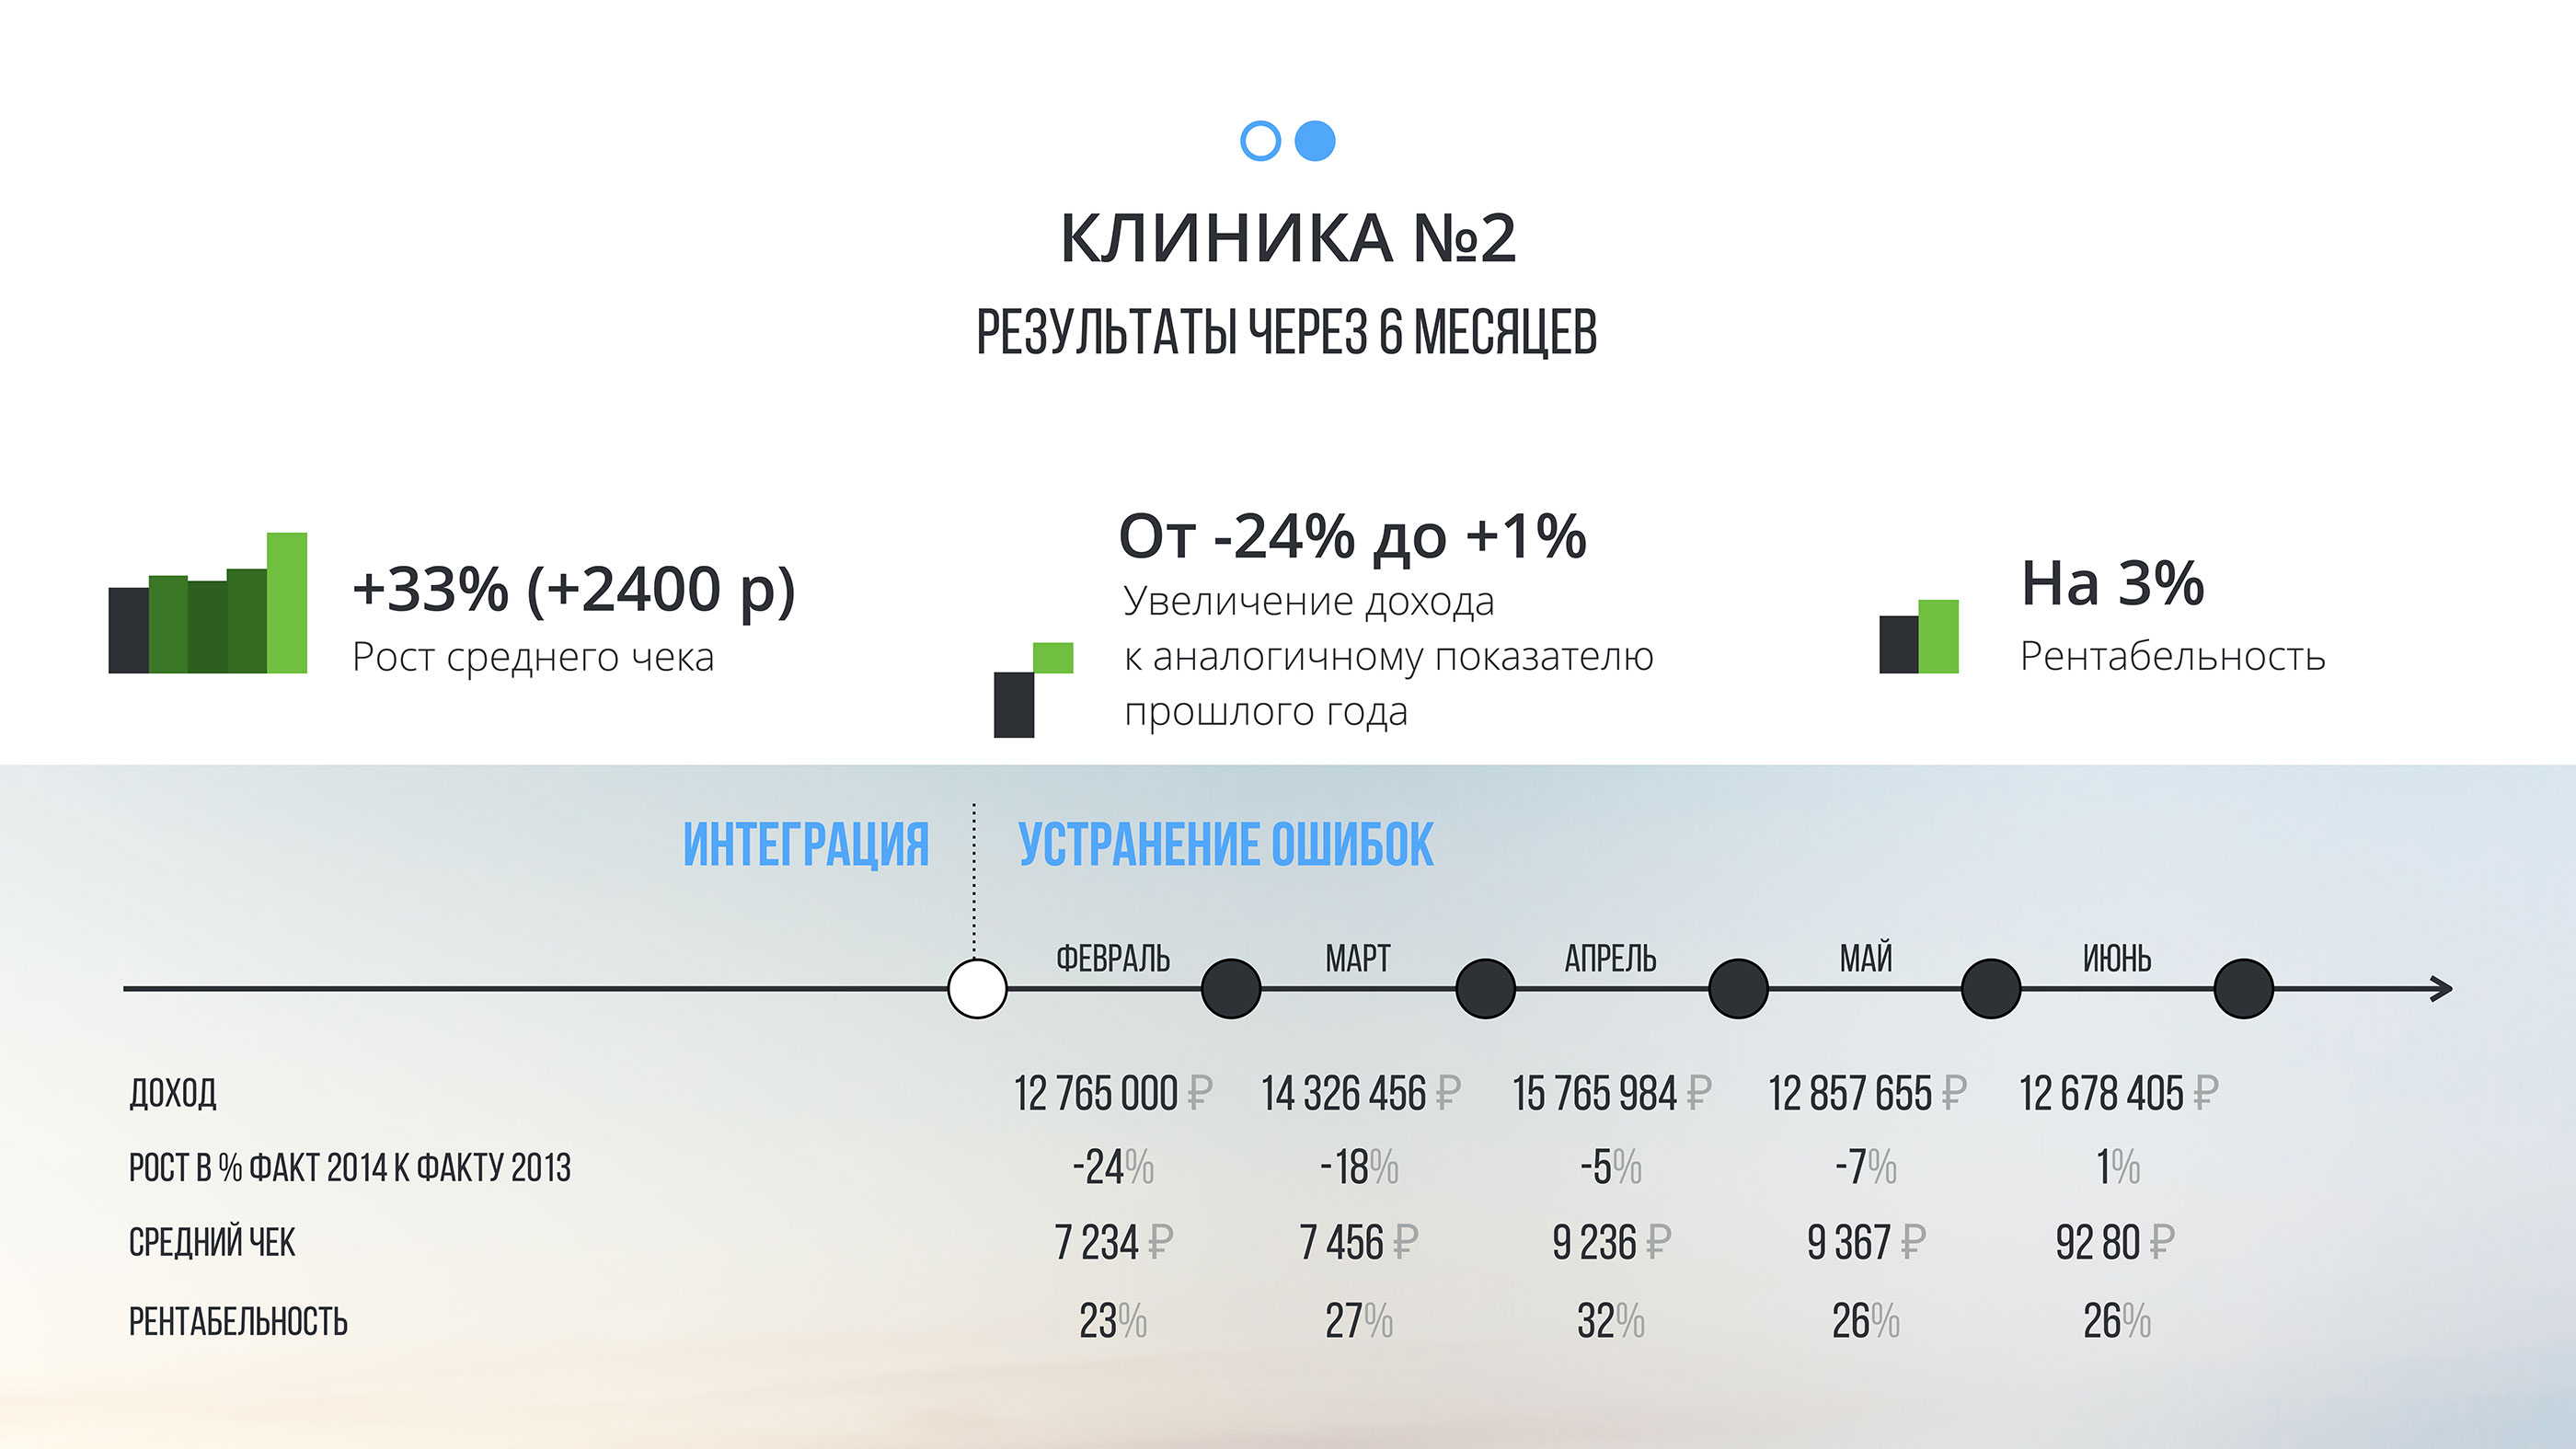 КЛИНИКА №2
РЕЗУЛЬТАТЫ ЧЕРЕЗ 6 МЕСЯЦЕВ
+33% (+2400 р)
Рост среднего чека
От -24% до +1%
Увеличение дохода
к аналогичному показателю
прошлого года
На 3%
Рентабельность
ИНТЕГРАЦИЯ
УСТРАНЕНИЕ ОШИБОК
ФЕВРАЛЬ МАРТ АПРЕЛЬ МАЙ ИЮНЬ
ДОХОД 12 765 000 ₽ 14 326 456 ₽ 15 765 984 ₽ 12 857 655 ₽ 12 678 405 ₽
РОСТ В % ФАКТ 2014 К ФАКТУ 2013 -24% -18% -5% -7% 1%
СРЕДНИЙ ЧЕК 7 234 ₽ 7 456 ₽ 9 236 ₽ 9 367 ₽ 92 80 ₽
РЕНТАБЕЛЬНОСТЬ 23% 27% 32% 26% 26%